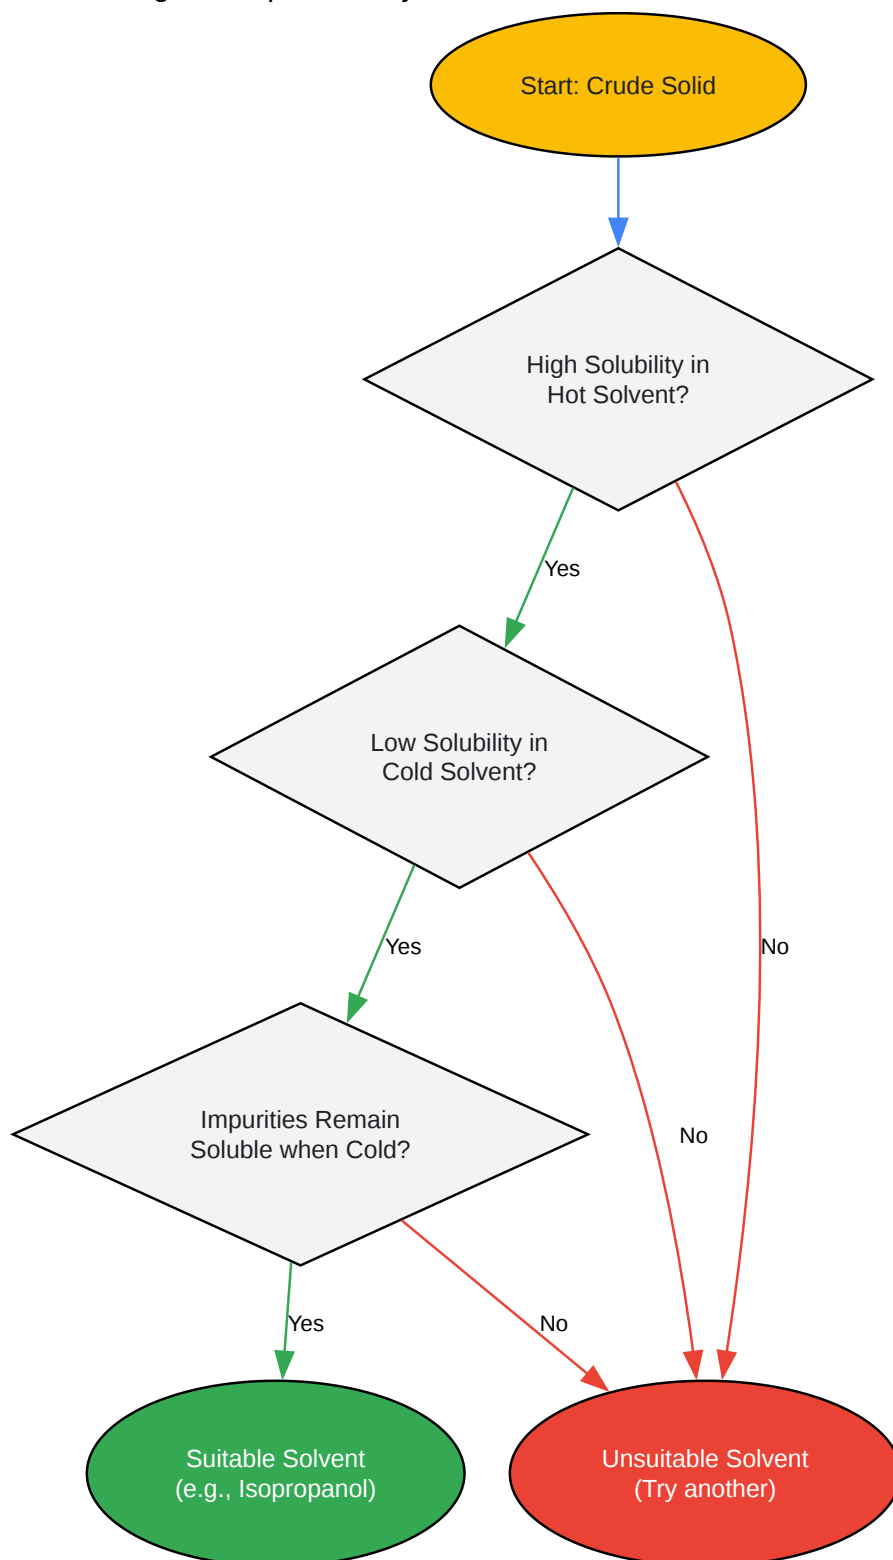 Start: Crude Solid
High Solubility in
Hot Solvent?
Yes
Low Solubility in
Cold Solvent?
Yes
No
Impurities Remain
Soluble when Cold?
No
Yes
No
Suitable Solvent
(e.g., Isopropanol)
Unsuitable Solvent
(Try another)